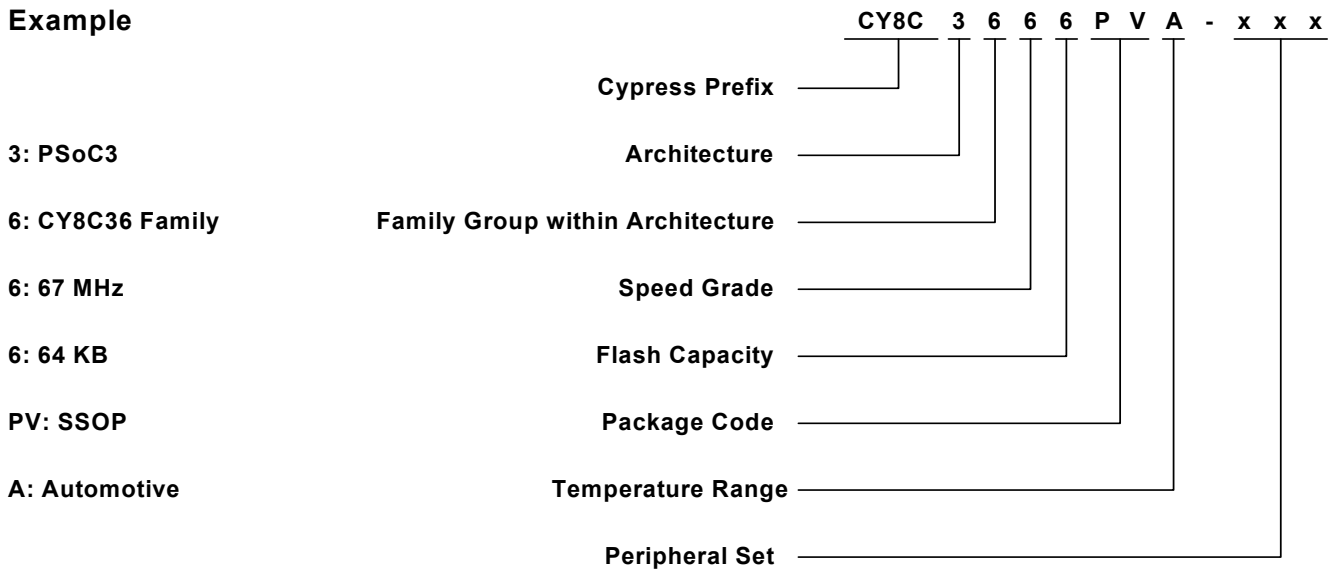 Example CY8C 3 6 6 6 P V A - x x x
Cypress Prefix
3: PSoC3 Architecture
6: CY8C36 Family Family Group within Architecture
6: 67 MHz Speed Grade
6: 64 KB Flash Capacity
PV: SSOP Package Code
A: Automotive Temperature Range
Peripheral Set